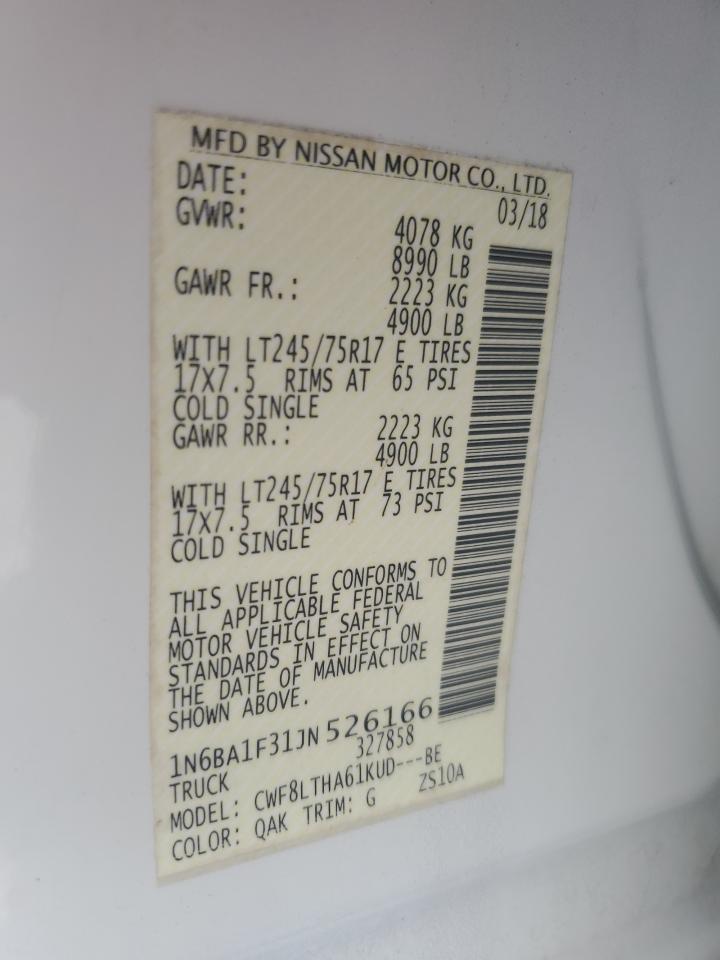 MFD BY NISSAN MOTOR CO., LTD.
DATE: 03/18
GVWR: 4078 KG
8990 LB
GAWR FR.: 2223 KG
4900 LB
WITH LT245/75R17 E TIRES
17X7.5 RIMS AT 65 PSI
COLD SINGLE
GAWR RR.: 2223 KG
4900 LB
WITH LT245/75R17 E TIRES
17X7.5 RIMS AT 73 PSI
COLD SINGLE
THIS VEHICLE CONFORMS TO
ALL APPLICABLE FEDERAL
MOTOR VEHICLE SAFETY
STANDARDS IN EFFECT ON
THE DATE OF MANUFACTURE
SHOWN ABOVE.
1N6BA1F31JN526166
TRUCK 327858
MODEL: CWF8LTHA61KUD---BE
COLOR: QAK TRIM: G ZS10A